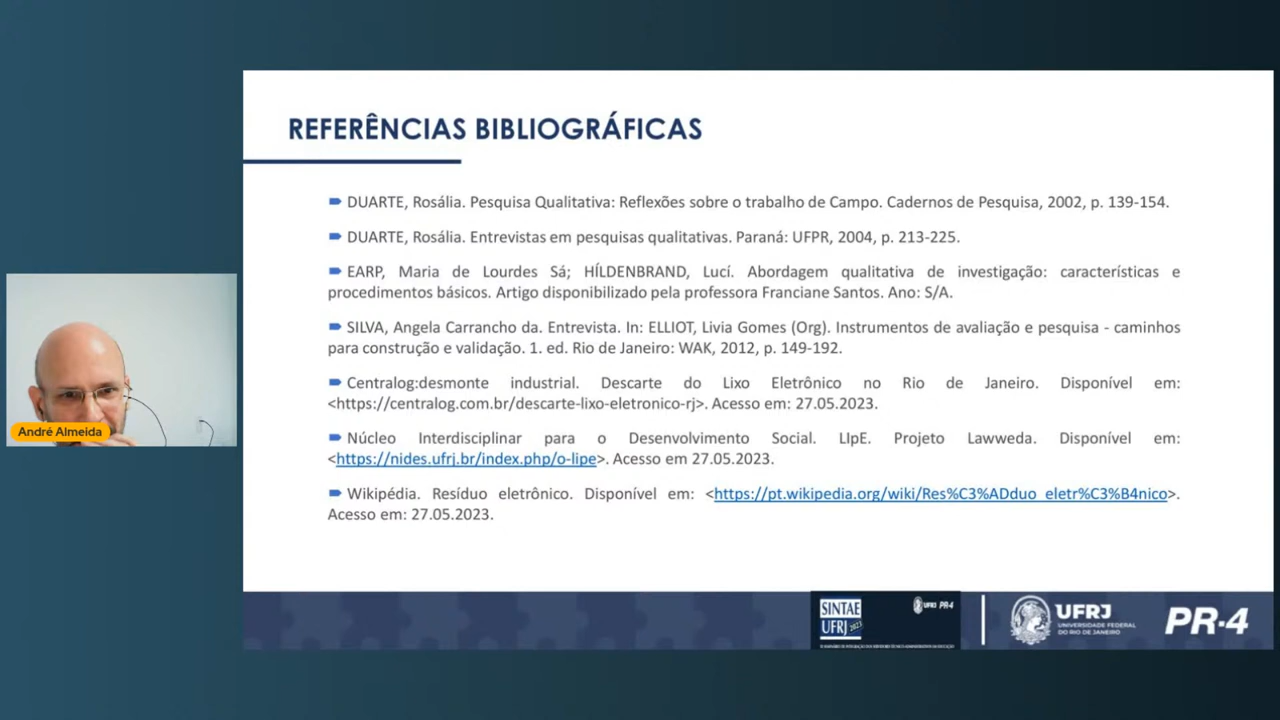 REFERÊNCIAS BIBLIOGRÁFICAS
DUARTE, Rosália. Pesquisa Qualitativa: Reflexões sobre o trabalho de Campo. Cadernos de Pesquisa, 2002, p. 139-154.
DUARTE, Rosália. Entrevistas em pesquisas qualitativas. Paraná: UFPR, 2004, p. 213-225.
EARP, Maria de Lourdes Sá; HÍLDENBRAND, Lucí. Abordagem qualitativa de investigação: características e
procedimentos básicos. Artigo disponibilizado pela professora Franciane Santos. Ano: S/A.
SILVA, Angela Carrancho da. Entrevista. In: ELLIOT, Livia Gomes (Org). Instrumentos de avaliação e pesquisa - caminhos
para construção e validação. 1. ed. Rio de Janeiro: WAK, 2012, p. 149-192.
Centralog:desmonte industrial. Descarte do Lixo Eletrônico no Rio de Janeiro. Disponível em:
<https://centralog.com.br/descarte-lixo-eletronico-rj>. Acesso em: 27.05.2023.
Núcleo Interdisciplinar para o Desenvolvimento Social. LIpE. Projeto Lawweda. Disponível em:
<https://nides.ufrj.br/index.php/o-lipe>. Acesso em 27.05.2023.
Wikipédia. Resíduo eletrônico. Disponível em: <https://pt.wikipedia.org/wiki/Res%C3%ADduo_eletr%C3%B4nico>.
Acesso em: 27.05.2023.
André Almeida
SINTAE
UFRJ 2023
UFRJ PR-4
UFRJ
UNIVERSIDADE FEDERAL
DO RIO DE JANEIRO
PR-4